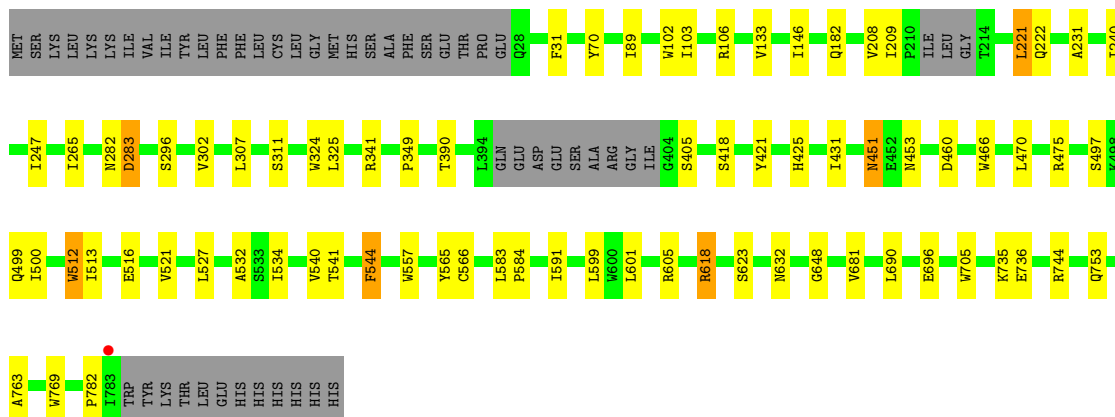 MET SER LYS LEU LYS LYS ILE VAL ILE TYR LEU PHE PHE LEU CYS LEU GLY MET HIS SER ALA PHE SER GLU THR PRO GLU Q28 F31 Y70 I89 W102 I103 R106 V133 I146 Q182 V208 I209 P210 ILE LEU GLY T214 L221 Q222 A231
I247 I265 N282 D283 S296 V302 L307 S311 W324 L325 R341 P349 T390 L394 GLN GLU ASP GLU SER ALA ARG GLY ILE G404 S405 S418 Y421 H425 I431 N451 E452 N453 D460 W466 L470 R475 S497
Q499 I500 W512 I513 E516 V521 L527 A532 S533 I534 V540 T541 F544 W557 Y565 C566 L583 P584 I591 L599 W600 L601 R605 R618 S623 N632 G648 V681 L690 E696 W705 K735 E736 R744 Q753
A763 W769 P782 I783 TRP TYR LYS THR LEU GLU HIS HIS HIS HIS HIS HIS